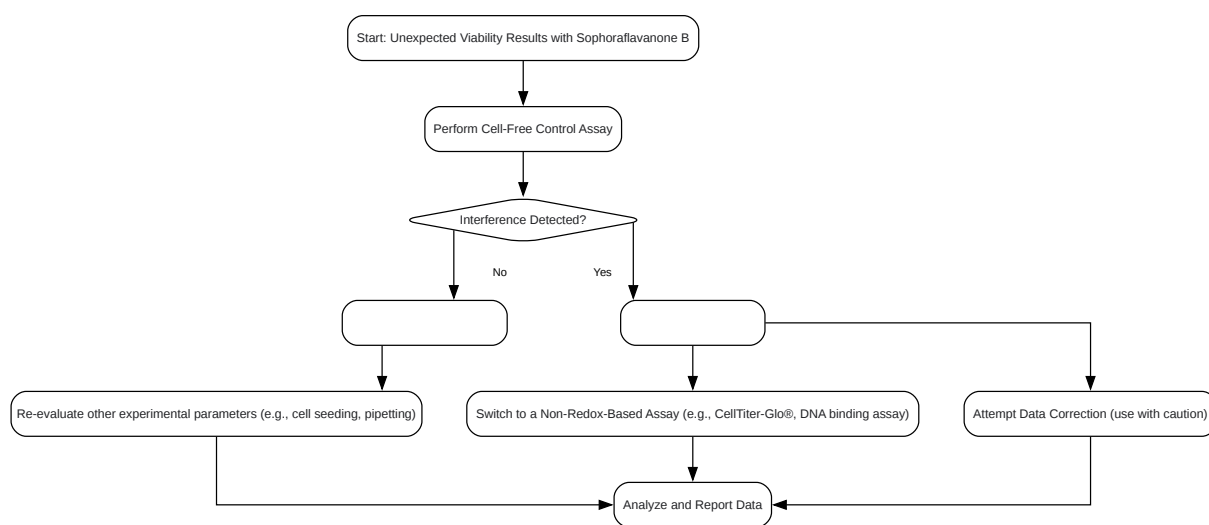 Start: Unexpected Viability Results with Sophoraflavanone B
Perform Cell-Free Control Assay
Interference Detected?
No
Yes
Re-evaluate other experimental parameters (e.g., cell seeding, pipetting)
Switch to a Non-Redox-Based Assay (e.g., CellTiter-Glo®, DNA binding assay)
Attempt Data Correction (use with caution)
Analyze and Report Data